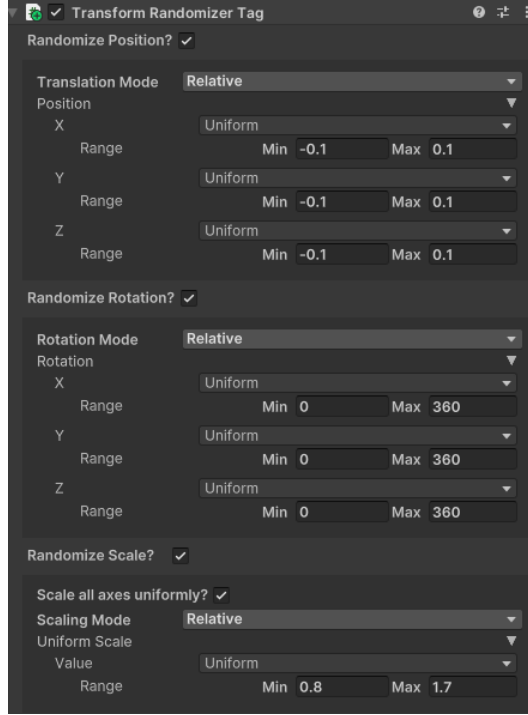 Transform Randomizer Tag
Randomize Position?
Translation Mode Relative
Position
X Uniform
Range Min -0.1 Max 0.1
Y Uniform
Range Min -0.1 Max 0.1
Z Uniform
Range Min -0.1 Max 0.1
Randomize Rotation?
Rotation Mode Relative
Rotation
X Uniform
Range Min 0 Max 360
Y Uniform
Range Min 0 Max 360
Z Uniform
Range Min 0 Max 360
Randomize Scale?
Scale all axes uniformly?
Scaling Mode Relative
Uniform Scale
Value Uniform
Range Min 0.8 Max 1.7